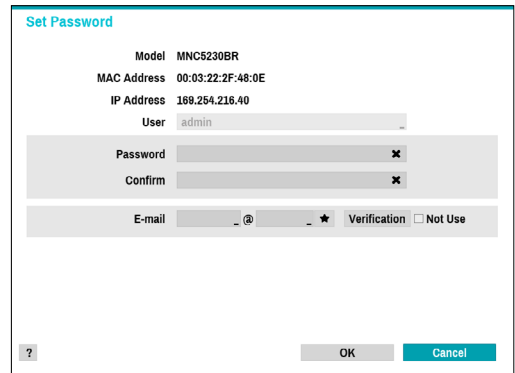 Set Password
Model MNC5230BR
MAC Address 00:03:22:2F:48:0E
IP Address 169.254.216.40
User admin _
Password ✖
Confirm ✖
E-mail _ @ _ ★ Verification Not Use
? OK Cancel